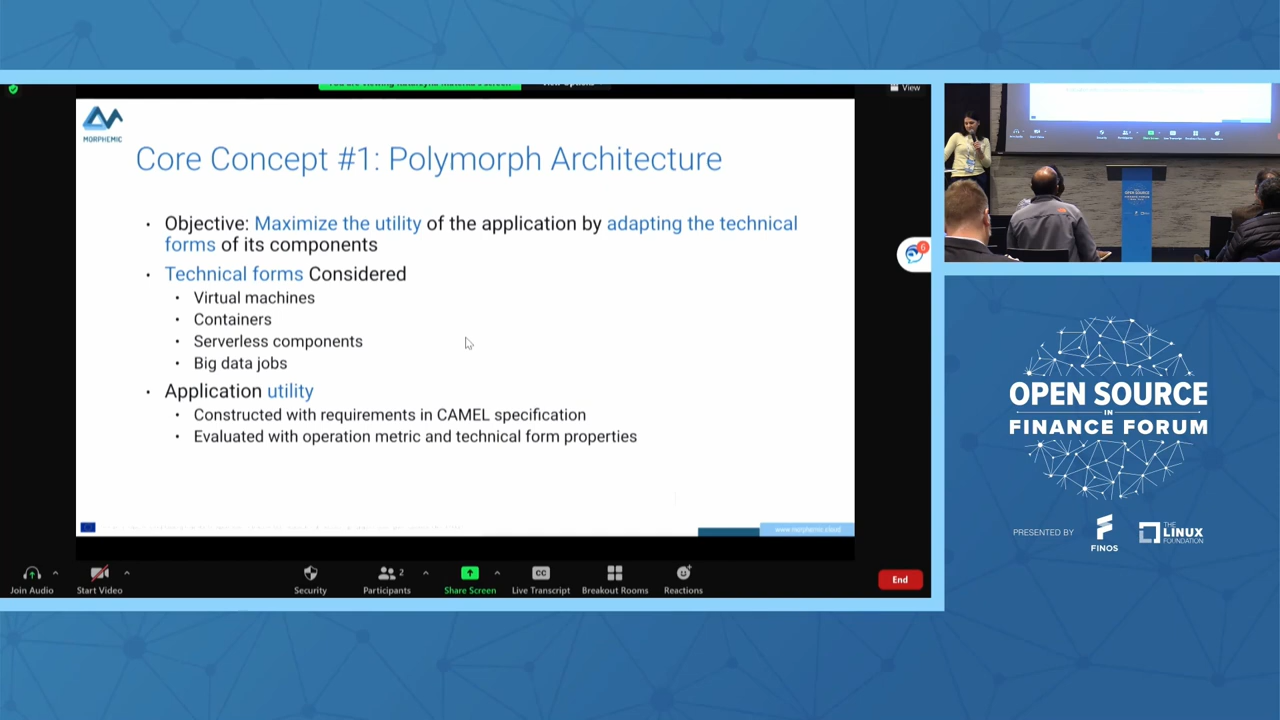 View
MORPHEMIC
Core Concept #1: Polymorph Architecture
• Objective: Maximize the utility of the application by adapting the technical
forms of its components
• Technical forms Considered
• Virtual machines
• Containers
• Serverless components
• Big data jobs
• Application utility
• Constructed with requirements in CAMEL specification
• Evaluated with operation metric and technical form properties
www.morphemic.cloud
6
Join Audio
Start Video
Security
2
Participants
Share Screen
CC
Live Transcript
Breakout Rooms
Reactions
End
OPEN SOURCE
IN
FINANCE FORUM
PRESENTED BY
FINOS
THE
LINUX
FOUNDATION